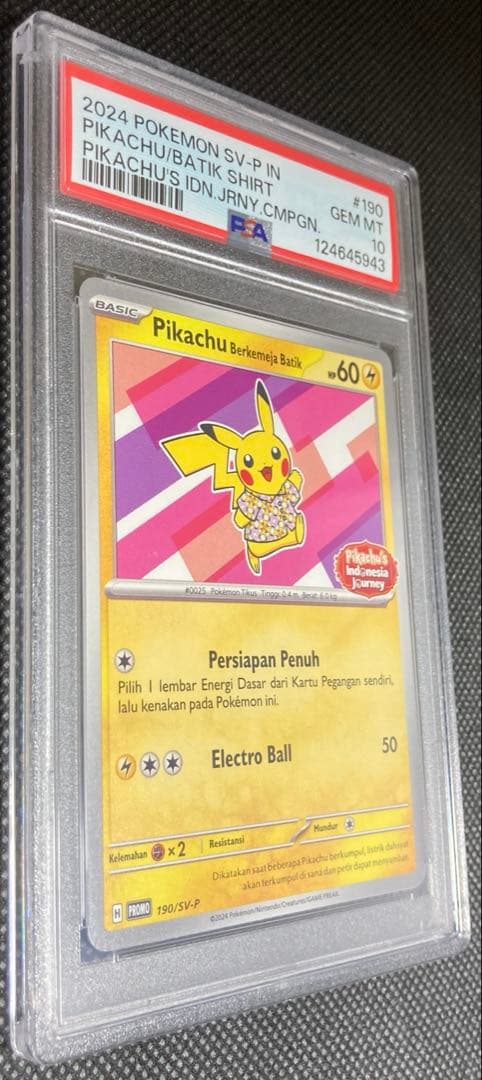 2024 POKEMON SV-P IN
PIKACHU/BATIK SHIRT
PIKACHU'S IDN.JRNY.CMPGN.
#190
GEM MT
10
124645943
PSA
BASIC
Pikachu Berkemeja Batik
HP 60
Pikachu's
Indonesia
Journey
#0025 Pokémon Tikus Tinggi: 0.4 m Berat: 6.0 kg
Persiapan Penuh
Pilih 1 lembar Energi Dasar dari Kartu Pegangan sendiri,
lalu kenakan pada Pokémon ini.
Electro Ball 50
Kelemahan ×2 Resistansi Mundur
Dikatakan saat beberapa Pikachu berkumpul, listrik dahsyat
akan terkumpul di sana dan petir dapat menyambar.
H PROMO 190/SV-P
©2024 Pokémon/Nintendo/Creatures/GAME FREAK.